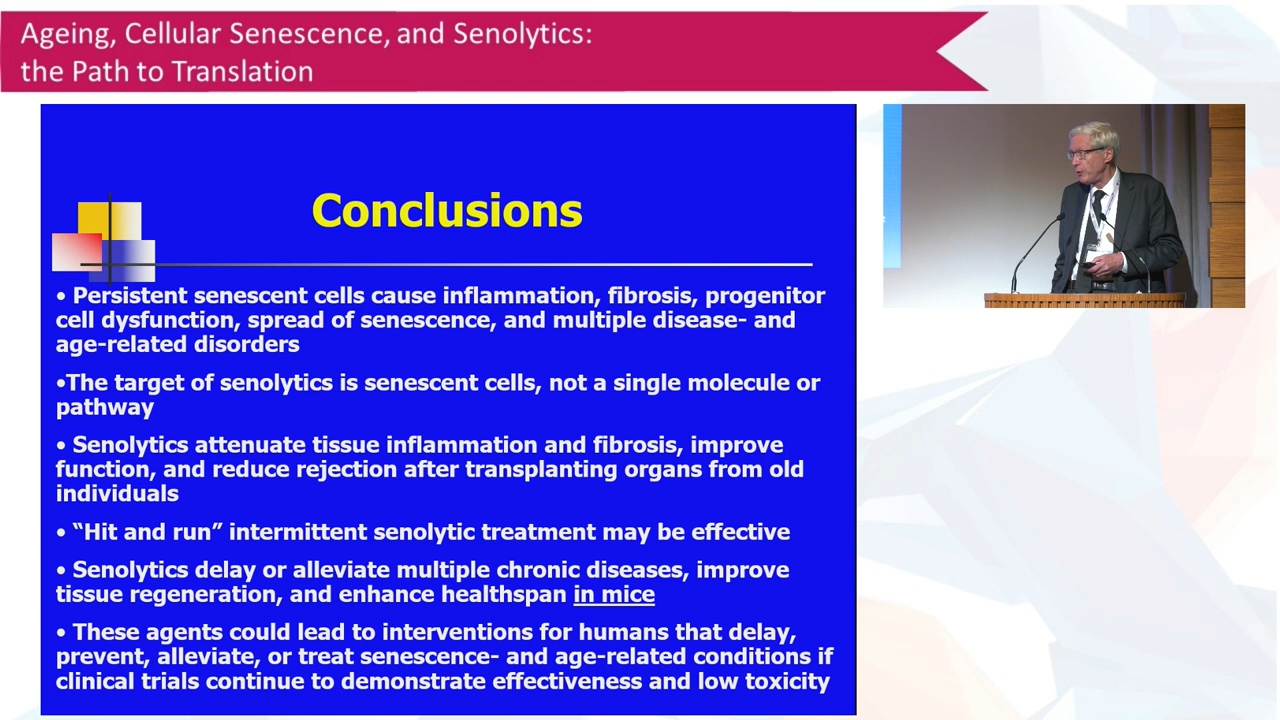 Ageing, Cellular Senescence, and Senolytics:
the Path to Translation
Conclusions
• Persistent senescent cells cause inflammation, fibrosis, progenitor
cell dysfunction, spread of senescence, and multiple disease- and
age-related disorders
•The target of senolytics is senescent cells, not a single molecule or
pathway
• Senolytics attenuate tissue inflammation and fibrosis, improve
function, and reduce rejection after transplanting organs from old
individuals
• “Hit and run” intermittent senolytic treatment may be effective
• Senolytics delay or alleviate multiple chronic diseases, improve
tissue regeneration, and enhance healthspan in mice
• These agents could lead to interventions for humans that delay,
prevent, alleviate, or treat senescence- and age-related conditions if
clinical trials continue to demonstrate effectiveness and low toxicity